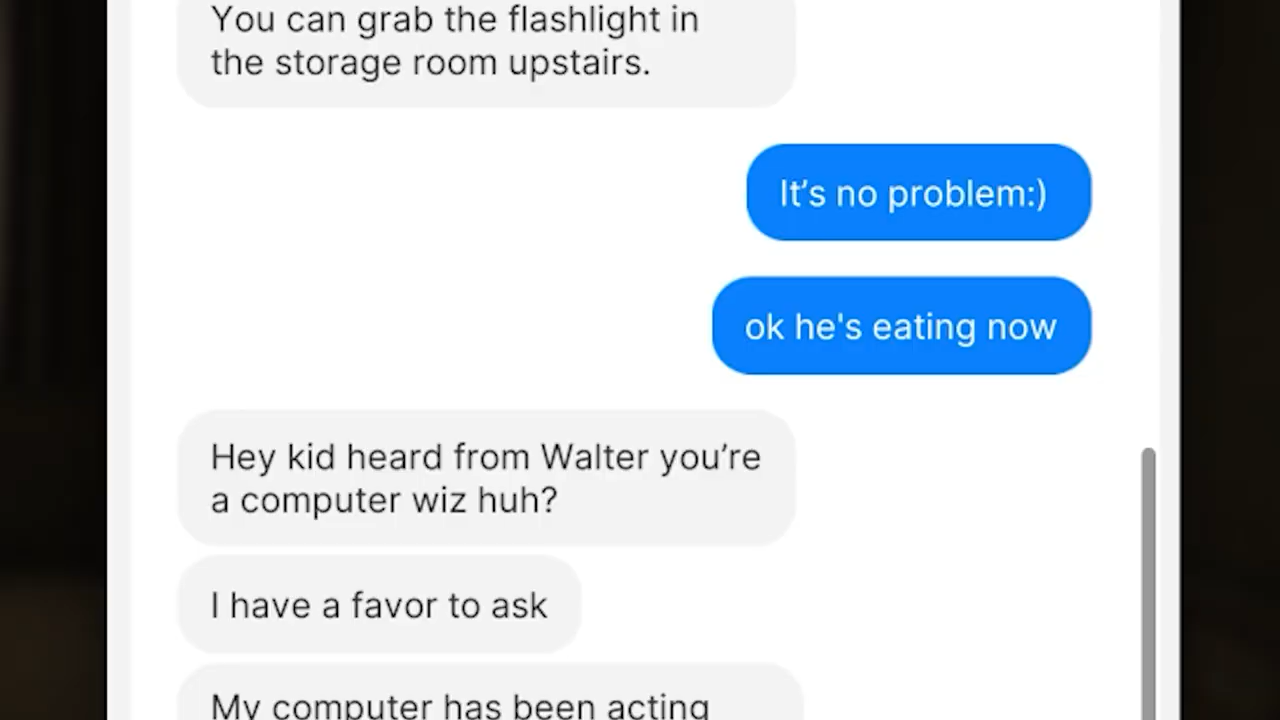 You can grab the flashlight in
the storage room upstairs.
It’s no problem:)
ok he's eating now
Hey kid heard from Walter you’re
a computer wiz huh?
I have a favor to ask
My computer has been acting